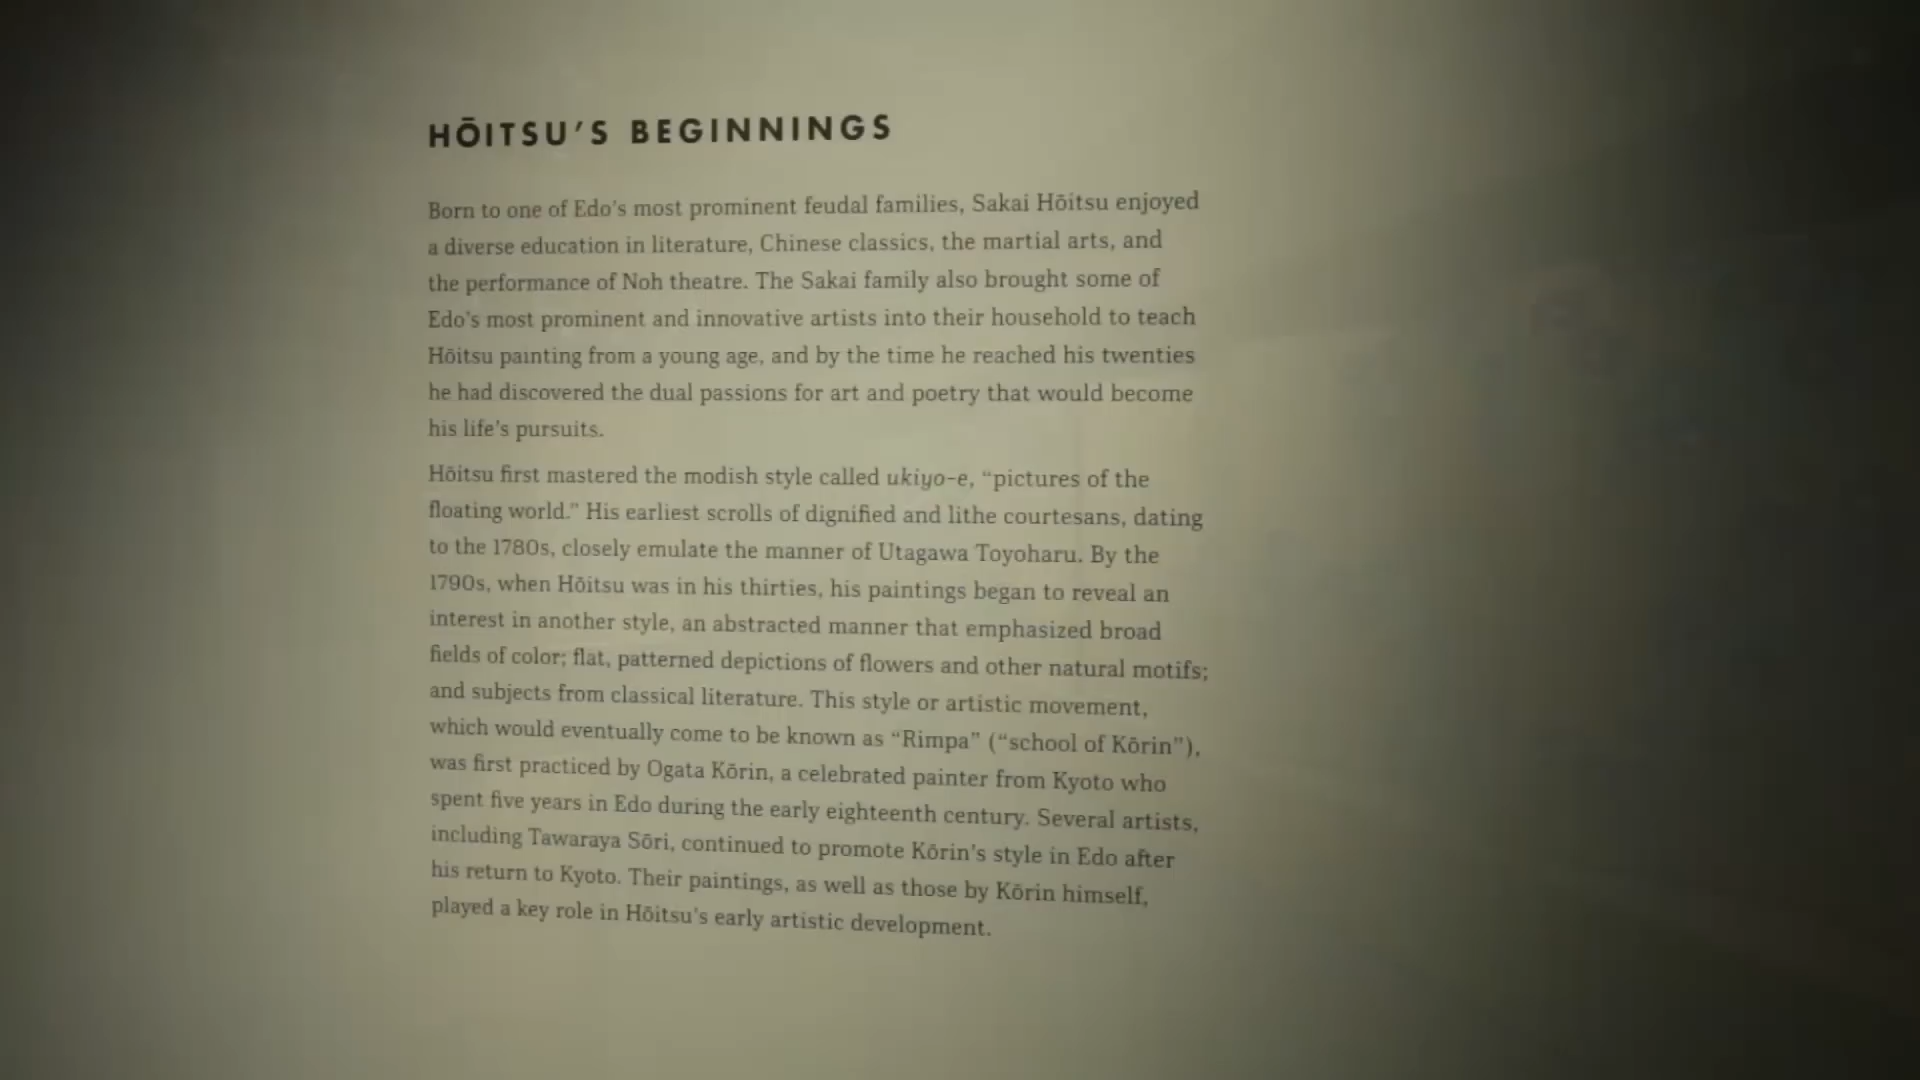 HŌITSU'S BEGINNINGS
Born to one of Edo's most prominent feudal families, Sakai Hōitsu enjoyed
a diverse education in literature, Chinese classics, the martial arts, and
the performance of Noh theatre. The Sakai family also brought some of
Edo's most prominent and innovative artists into their household to teach
Hōitsu painting from a young age, and by the time he reached his twenties
he had discovered the dual passions for art and poetry that would become
his life's pursuits.
Hōitsu first mastered the modish style called ukiyo-e, “pictures of the
floating world.” His earliest scrolls of dignified and lithe courtesans, dating
to the 1780s, closely emulate the manner of Utagawa Toyoharu. By the
1790s, when Hōitsu was in his thirties, his paintings began to reveal an
interest in another style, an abstracted manner that emphasized broad
fields of color; flat, patterned depictions of flowers and other natural motifs;
and subjects from classical literature. This style or artistic movement,
which would eventually come to be known as “Rimpa” (“school of Kōrin”),
was first practiced by Ogata Kōrin, a celebrated painter from Kyoto who
spent five years in Edo during the early eighteenth century. Several artists,
including Tawaraya Sōri, continued to promote Kōrin's style in Edo after
his return to Kyoto. Their paintings, as well as those by Kōrin himself,
played a key role in Hōitsu's early artistic development.